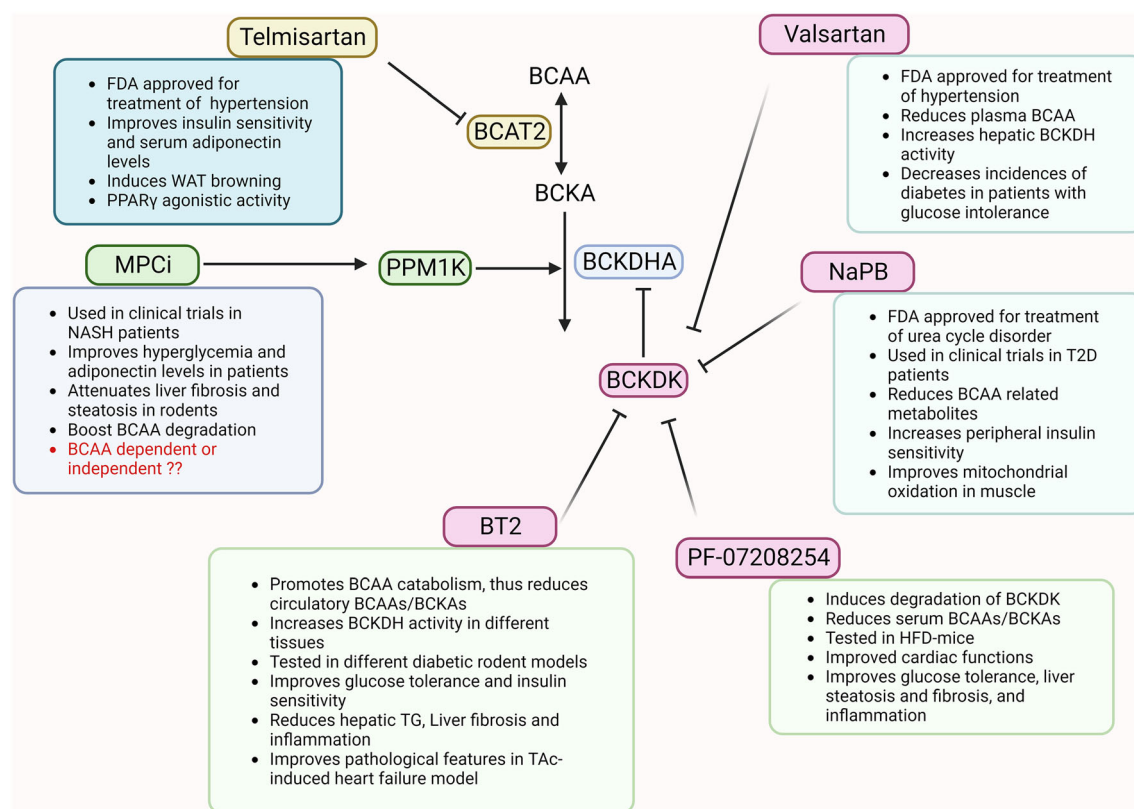 Telmisartan
• FDA approved for
treatment of hypertension
• Improves insulin sensitivity
and serum adiponectin
levels
• Induces WAT browning
• PPARγ agonistic activity
BCAA
BCAT2
BCKA
Valsartan
• FDA approved for treatment
of hypertension
• Reduces plasma BCAA
• Increases hepatic BCKDH
activity
• Decreases incidences of
diabetes in patients with
glucose intolerance
MPCi
• Used in clinical trials in
NASH patients
• Improves hyperglycemia and
adiponectin levels in patients
• Attenuates liver fibrosis and
steatosis in rodents
• Boost BCAA degradation
• BCAA dependent or
independent ??
PPM1K
BCKDHA
BCKDK
NaPB
• FDA approved for treatment
of urea cycle disorder
• Used in clinical trials in T2D
patients
• Reduces BCAA related
metabolites
• Increases peripheral insulin
sensitivity
• Improves mitochondrial
oxidation in muscle
BT2
• Promotes BCAA catabolism, thus reduces
circulatory BCAAs/BCKAs
• Increases BCKDH activity in different
tissues
• Tested in different diabetic rodent models
• Improves glucose tolerance and insulin
sensitivity
• Reduces hepatic TG, Liver fibrosis and
inflammation
• Improves pathological features in TAc-
induced heart failure model
PF-07208254
• Induces degradation of BCKDK
• Reduces serum BCAAs/BCKAs
• Tested in HFD-mice
• Improved cardiac functions
• Improves glucose tolerance, liver
steatosis and fibrosis, and
inflammation